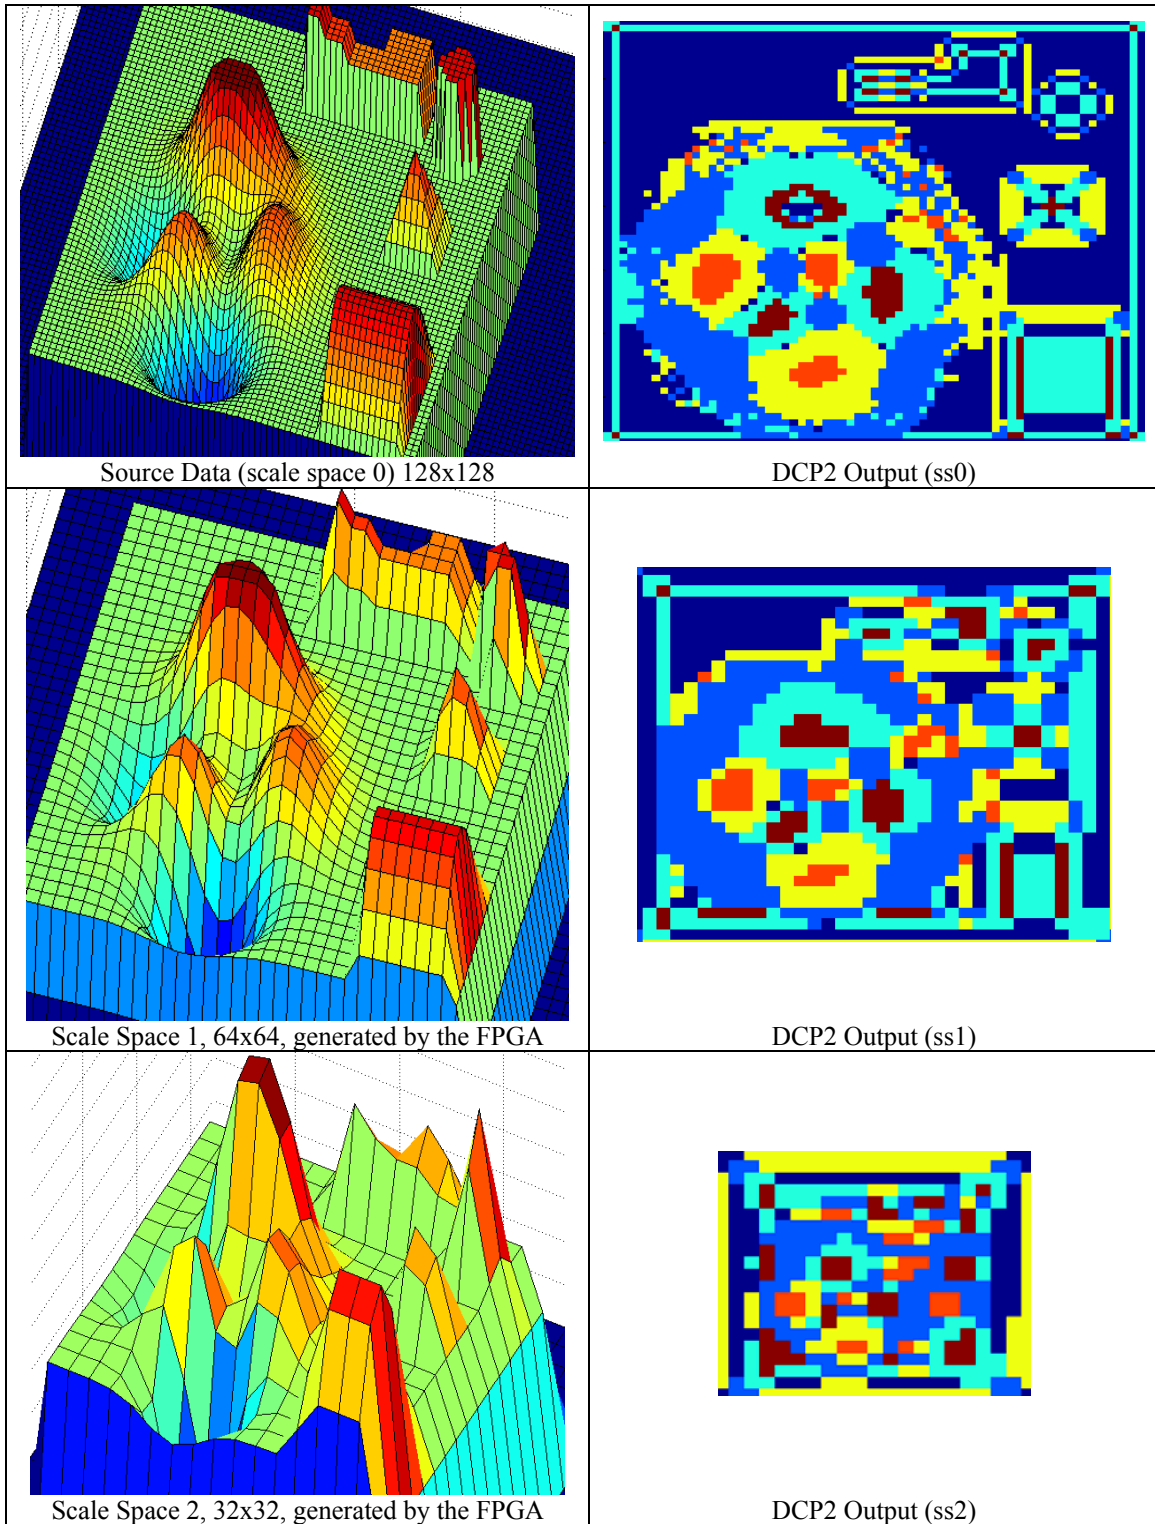 Source Data (scale space 0) 128x128
DCP2 Output (ss0)
Scale Space 1, 64x64, generated by the FPGA
DCP2 Output (ss1)
Scale Space 2, 32x32, generated by the FPGA
DCP2 Output (ss2)